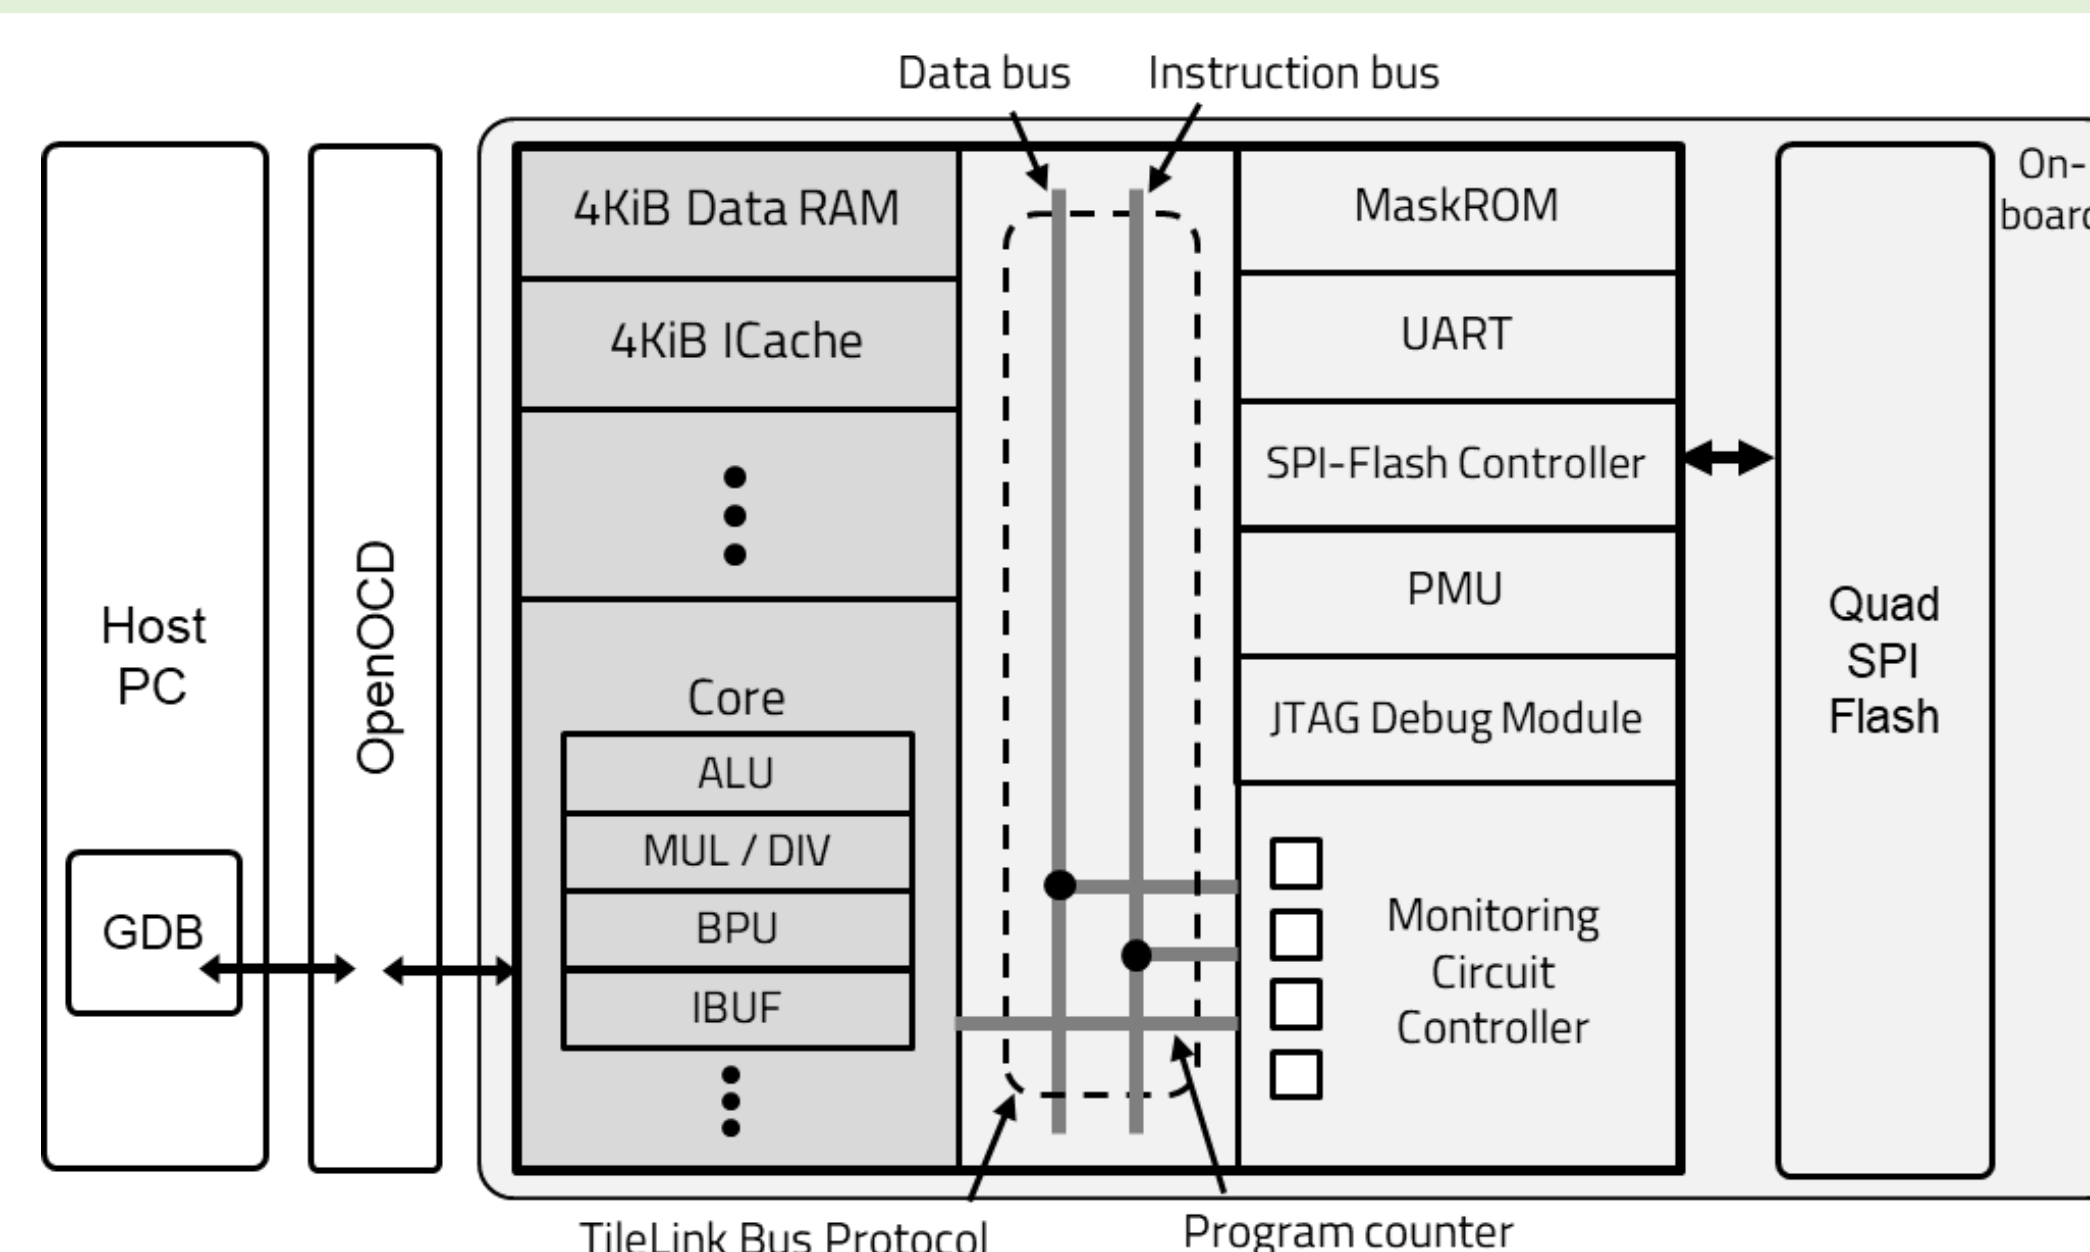 Data bus
Instruction bus
Host
PC
GDB
OpenOCD
4KiB Data RAM
4KiB ICache
Core
ALU
MUL / DIV
BPU
IBUF
MaskROM
UART
SPI-Flash Controller
PMU
JTAG Debug Module
Monitoring
Circuit
Controller
Quad
SPI
Flash
On-
board
TileLink Bus Protocol
Program counter